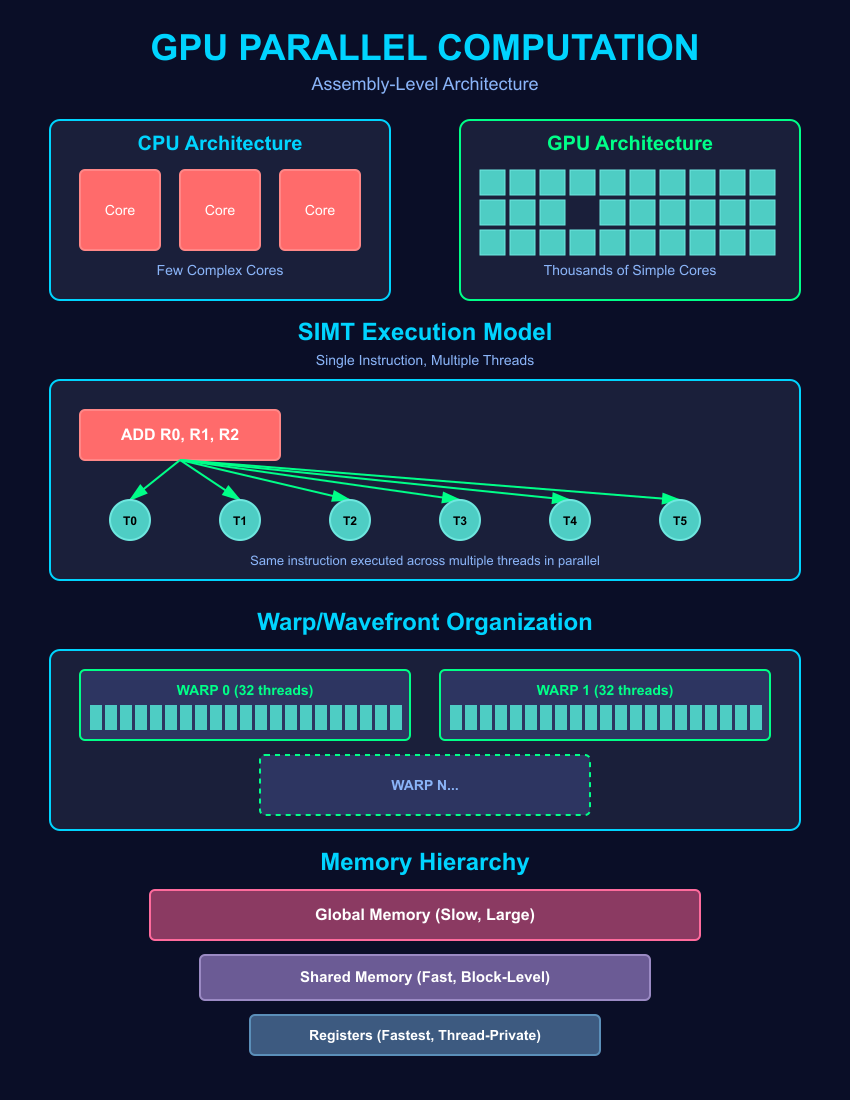 GPU PARALLEL COMPUTATION
Assembly-Level Architecture
CPU Architecture
Core
Core
Core
Few Complex Cores
GPU Architecture
Thousands of Simple Cores
SIMT Execution Model
Single Instruction, Multiple Threads
ADD R0, R1, R2
T0
T1
T2
T3
T4
T5
Same instruction executed across multiple threads in parallel
Warp/Wavefront Organization
WARP 0 (32 threads)
WARP 1 (32 threads)
WARP N...
Memory Hierarchy
Global Memory (Slow, Large)
Shared Memory (Fast, Block-Level)
Registers (Fastest, Thread-Private)